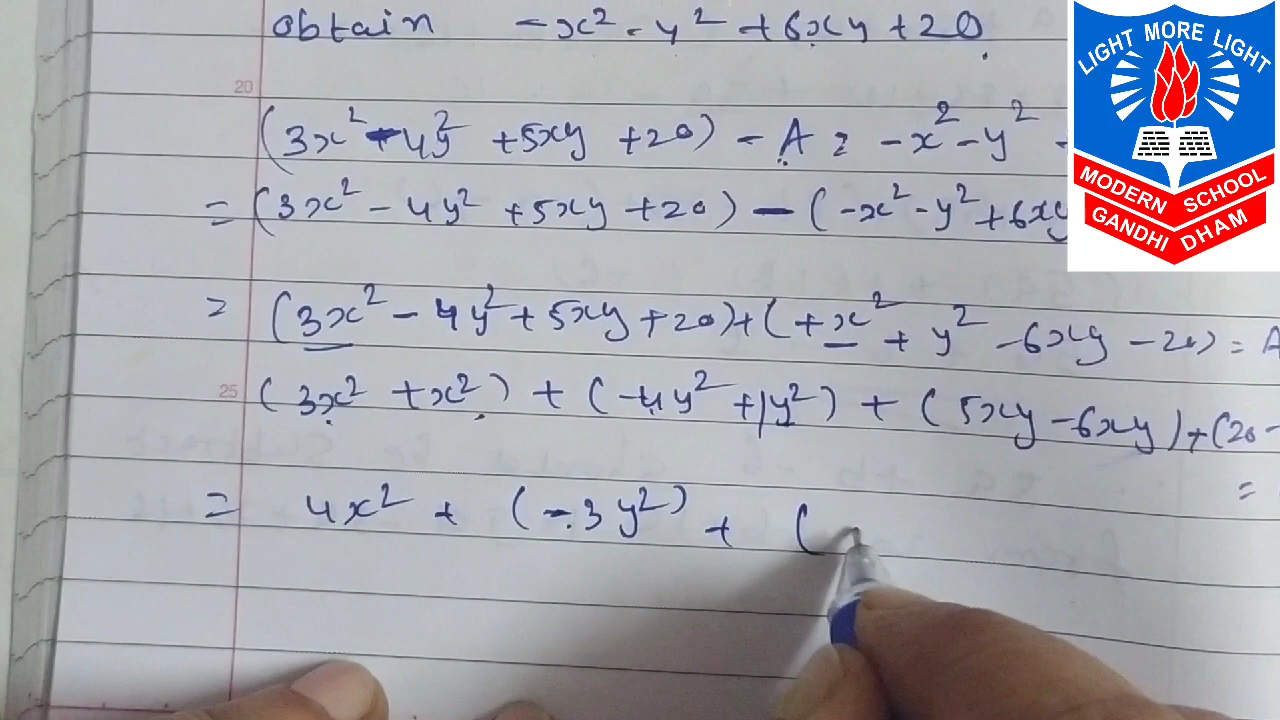 obtain -x² - y² + 6xy + 20.
20
(3x² - 4y² + 5xy + 20) - A = -x² - y² +
= (3x² - 4y² + 5xy + 20) - (-x² - y² + 6xy
= (3x² - 4y² + 5xy + 20) + (+x² + y² - 6xy - 20) = A
25
(3x² + x²) + (-4y² + 1y²) + (5xy - 6xy) + (20 -
=
= 4x² + (-3y²) + (
LIGHT MORE LIGHT
MODERN SCHOOL
GANDHI DHAM